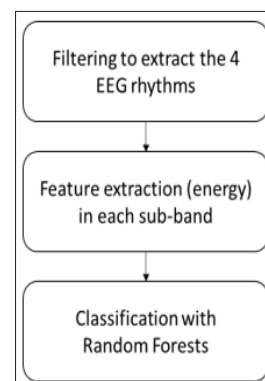 Filtering to extract the 4
EEG rhythms
Feature extraction (energy)
in each sub-band
Classification with
Random Forests